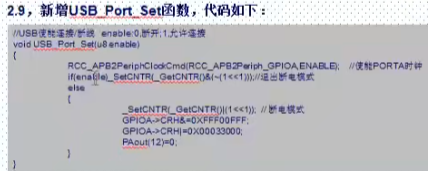 2.9，新增USB_Port_Set函数，代码如下：
//USB使能连接/断线 enable:0,断开;1,允许连接
void USB_Port_Set(u8 enable)
{
RCC_APB2PeriphClockCmd(RCC_APB2Periph_GPIOA,ENABLE); //使能PORTA时钟
if(enable)_SetCNTR(_GetCNTR()&(~(1<<1)));//退出断电模式
else
{
_SetCNTR(_GetCNTR()|(1<<1)); //断电模式
GPIOA->CRH&=0XFFF00FFF;
GPIOA->CRH|=0X00033000;
PAout(12)=0;
}
}